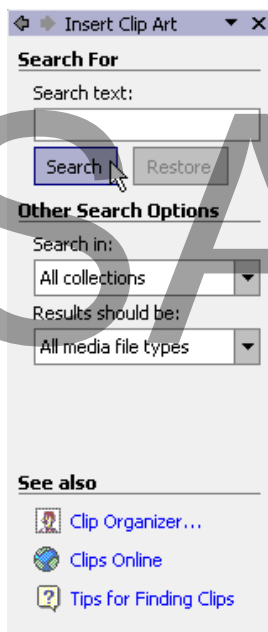 Insert Clip Art
Search For
Search text:
Search Restore
Other Search Options
Search in:
All collections
Results should be:
All media file types
See also
Clip Organizer...
Clips Online
Tips for Finding Clips